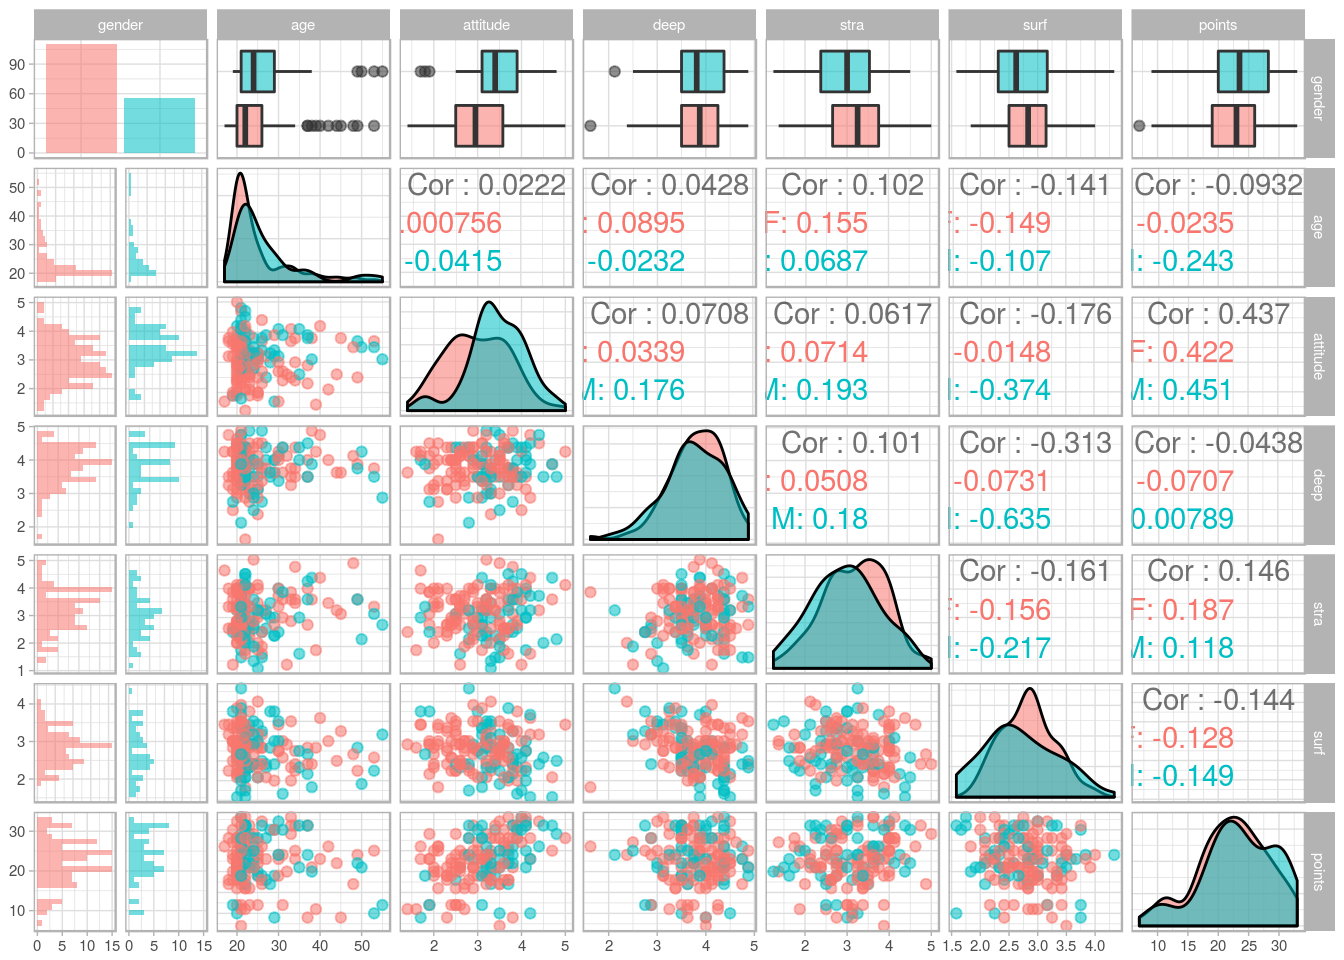 gender age attitude deep stra surf points
90
60
30
0
gender
50
40
30
20
Cor : 0.0222 Cor : 0.0428 Cor : 0.102 Cor : -0.141 Cor : -0.0932
.000756 : 0.0895 F: 0.155 F: -0.149 -0.0235
-0.0415 -0.0232 : 0.0687 : -0.107 : -0.243
age
5
4
3
2
Cor : 0.0708 Cor : 0.0617 Cor : -0.176 Cor : 0.437
: 0.0339 : 0.0714 -0.0148 F: 0.422
M: 0.176 : 0.193 : -0.374 M: 0.451
attitude
5
4
3
2
Cor : 0.101 Cor : -0.313 Cor : -0.0438
: 0.0508 -0.0731 -0.0707
M: 0.18 : -0.635 0.00789
deep
5
4
3
2
1
Cor : -0.161 Cor : 0.146
F: -0.156 F: 0.187
: -0.217 M: 0.118
stra
4
3
2
Cor : -0.144
: -0.128
: -0.149
surf
30
20
10
points
0 5 10 15 0 5 10 15 20 30 40 50 2 3 4 5 2 3 4 5 2 3 4 5 1.5 2.0 2.5 3.0 3.5 4.0 10 15 20 25 30